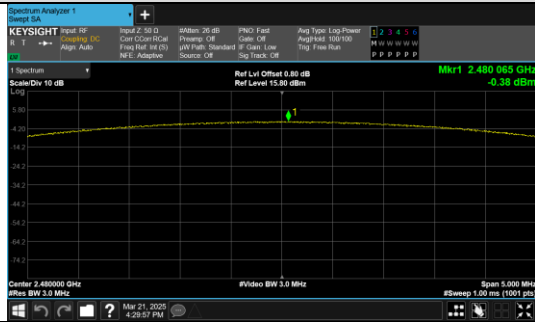 Spectrum Analyzer 1
Swept SA
+
KEYSIGHT
R T
Input: RF
Coupling: DC
Align: Auto
Input Z: 50 Ω
Corr CCorr RCal
Freq Ref: Int (S)
NFE: Adaptive
#Atten: 26 dB
Preamp: Off
µW Path: Standard
Source: Off
PNO: Fast
Gate: Off
IF Gain: Low
Sig Track: Off
Avg Type: Log-Power
Avg|Hold: 100/100
Trig: Free Run
1 2 3 4 5 6
M W W W W W
P P P P P P
1 Spectrum
Scale/Div 10 dB
Log
Ref Lvl Offset 0.80 dB
Ref Level 15.80 dBm
Mkr1 2.480 065 GHz
-0.38 dBm
1
5.80
-4.20
-14.2
-24.2
-34.2
-44.2
-54.2
-64.2
-74.2
Center 2.480000 GHz
#Res BW 3.0 MHz
#Video BW 3.0 MHz
Span 5.000 MHz
#Sweep 1.00 ms (1001 pts)
?
Mar 21, 2025
4:29:57 PM